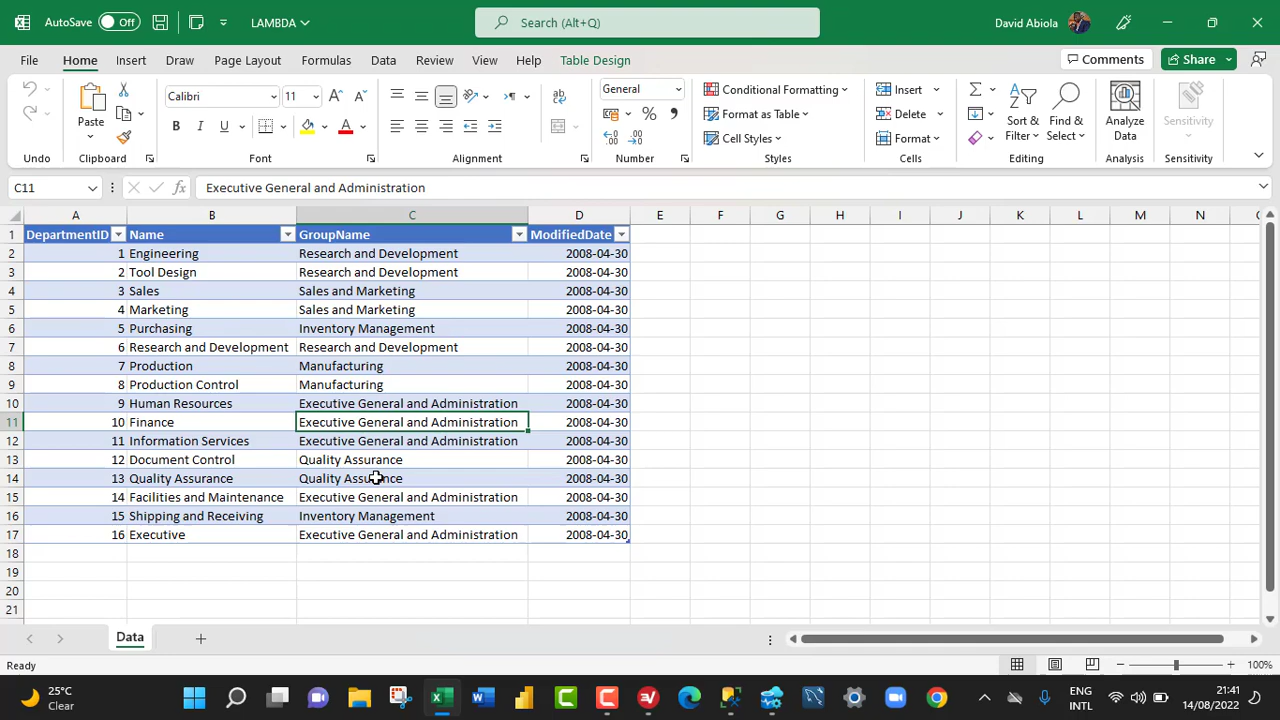 AutoSave Off LAMBDA Search (Alt+Q) David Abiola
File Home Insert Draw Page Layout Formulas Data Review View Help Table Design Comments Share
Calibri 11 General Conditional Formatting Insert
Paste Format as Table Delete Sort & Filter Find & Select Analyze Data Sensitivity
B I U A Cell Styles Format
Undo Clipboard Font Alignment Number Styles Cells Editing Analysis Sensitivity
C11 fx Executive General and Administration
A B C D E F G H I J K L M N
1 DepartmentID Name GroupName ModifiedDate
2 1 Engineering Research and Development 2008-04-30
3 2 Tool Design Research and Development 2008-04-30
4 3 Sales Sales and Marketing 2008-04-30
5 4 Marketing Sales and Marketing 2008-04-30
6 5 Purchasing Inventory Management 2008-04-30
7 6 Research and Development Research and Development 2008-04-30
8 7 Production Manufacturing 2008-04-30
9 8 Production Control Manufacturing 2008-04-30
10 9 Human Resources Executive General and Administration 2008-04-30
11 10 Finance Executive General and Administration 2008-04-30
12 11 Information Services Executive General and Administration 2008-04-30
13 12 Document Control Quality Assurance 2008-04-30
14 13 Quality Assurance Quality Assurance 2008-04-30
15 14 Facilities and Maintenance Executive General and Administration 2008-04-30
16 15 Shipping and Receiving Inventory Management 2008-04-30
17 16 Executive Executive General and Administration 2008-04-30
18
19
20
21
Data
Ready 100%
25°C ENG 21:41
Clear INTL 14/08/2022